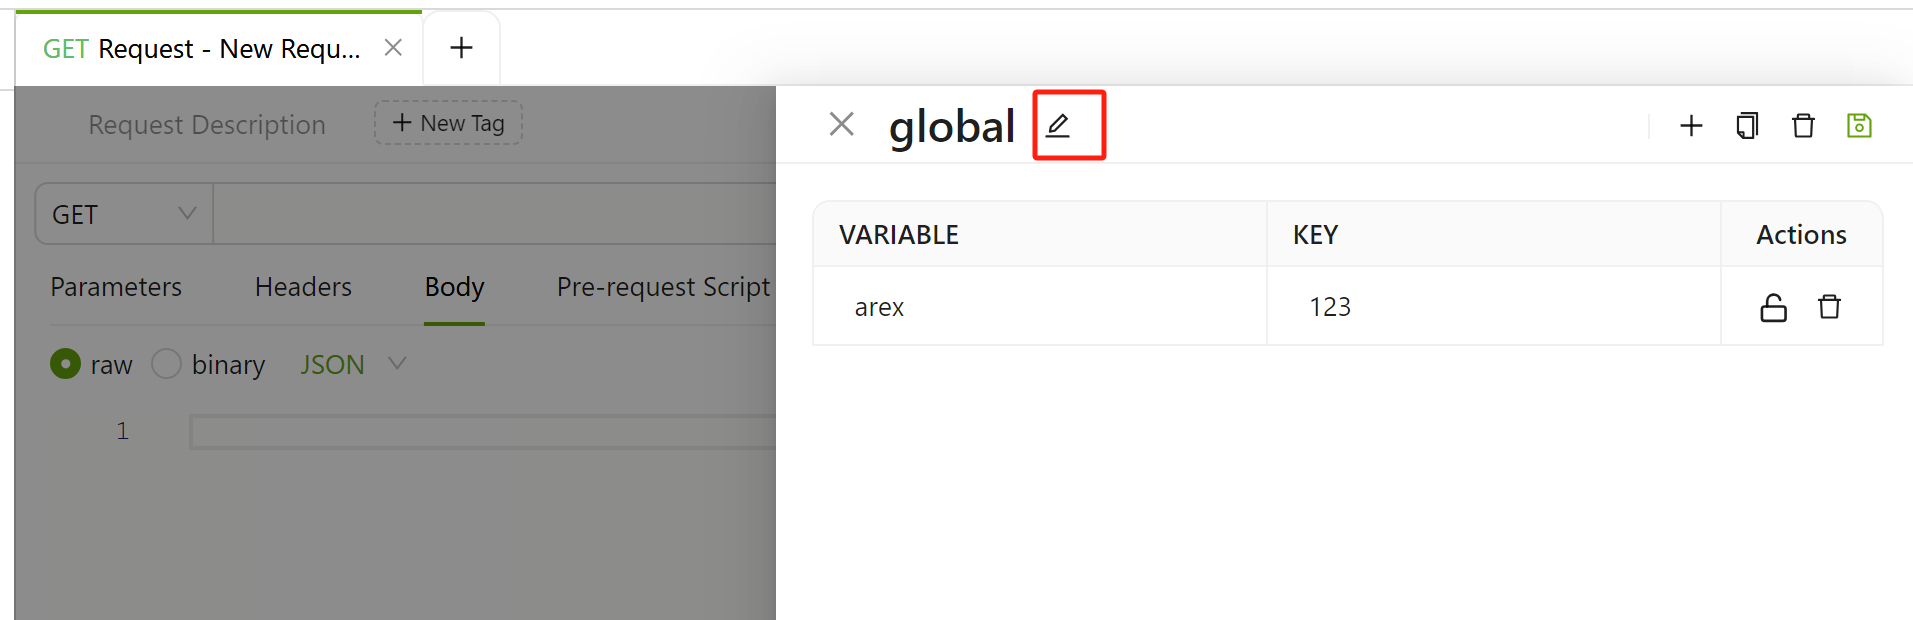 GET Request - New Requ...
Request Description
New Tag
global
GET
VARIABLE KEY Actions
Parameters Headers Body Pre-request Script
arex 123
raw binary JSON
1